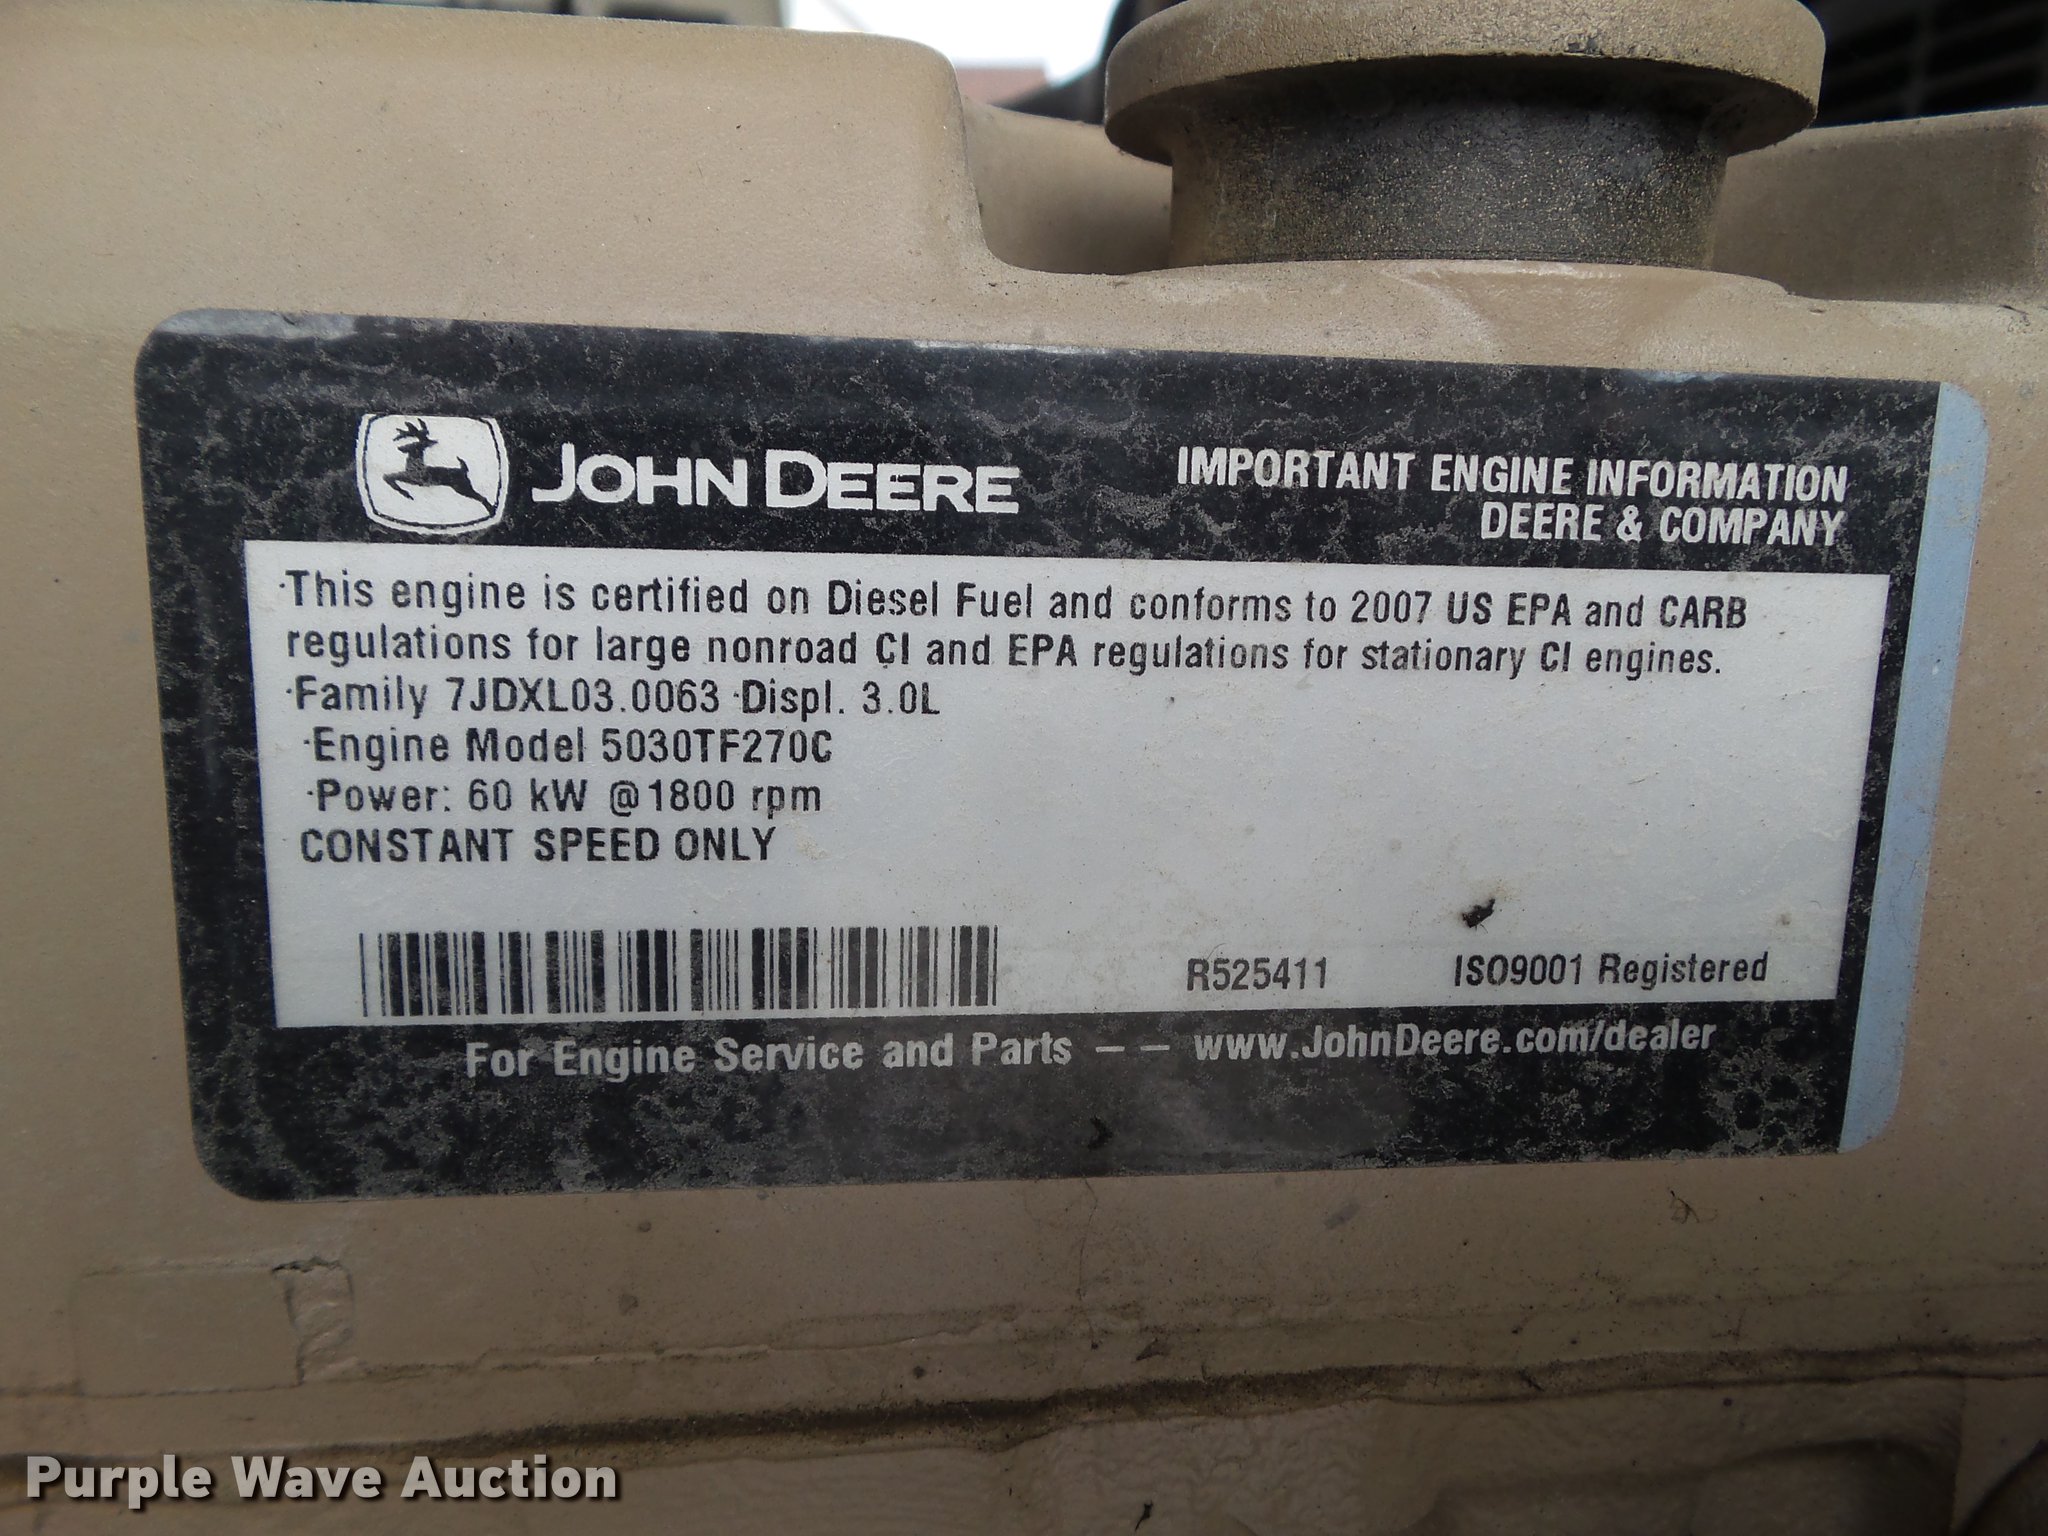 JOHN DEERE
IMPORTANT ENGINE INFORMATION
DEERE & COMPANY
·This engine is certified on Diesel Fuel and conforms to 2007 US EPA and CARB
regulations for large nonroad CI and EPA regulations for stationary CI engines.
·Family 7JDXL03.0063 ·Displ. 3.0L
·Engine Model 5030TF270C
·Power: 60 kW @1800 rpm
CONSTANT SPEED ONLY
R525411 ISO9001 Registered
For Engine Service and Parts – – www.JohnDeere.com/dealer
Purple Wave Auction